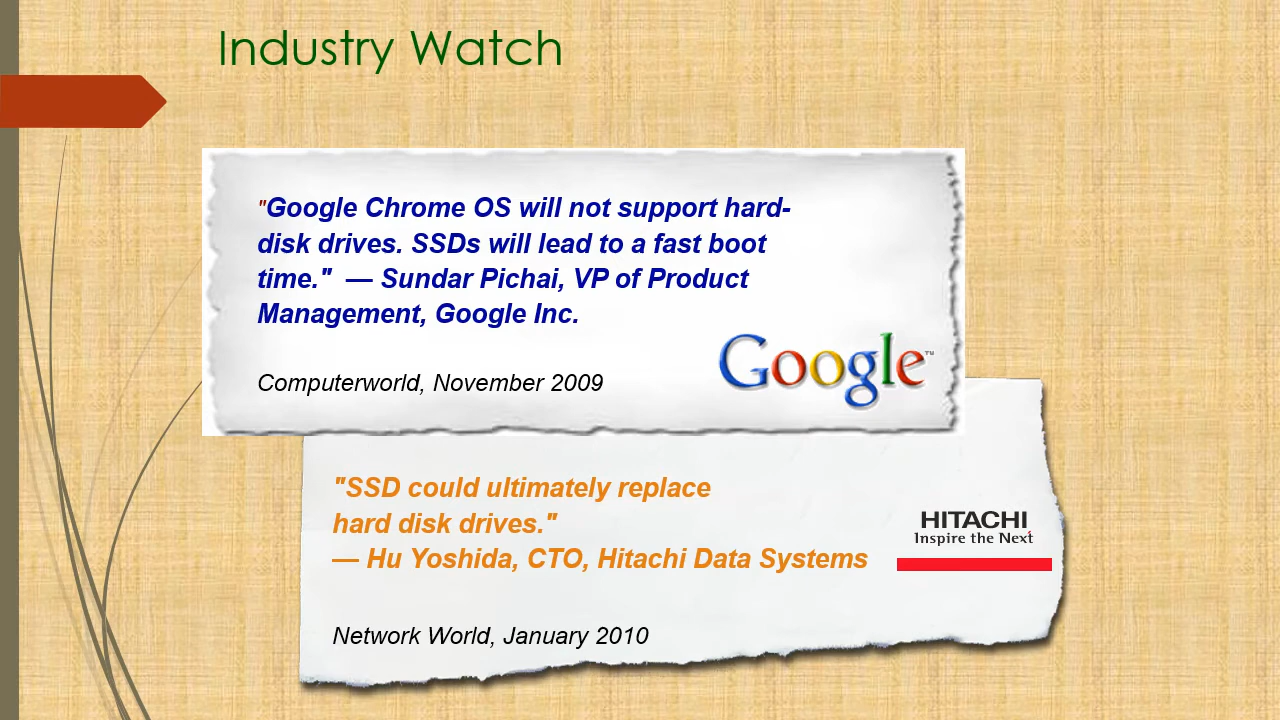 Industry Watch
"Google Chrome OS will not support hard-
disk drives. SSDs will lead to a fast boot
time."  — Sundar Pichai, VP of Product
Management, Google Inc.
Computerworld, November 2009
Google™
"SSD could ultimately replace
hard disk drives."
— Hu Yoshida, CTO, Hitachi Data Systems
HITACHI
Inspire the Next
Network World, January 2010